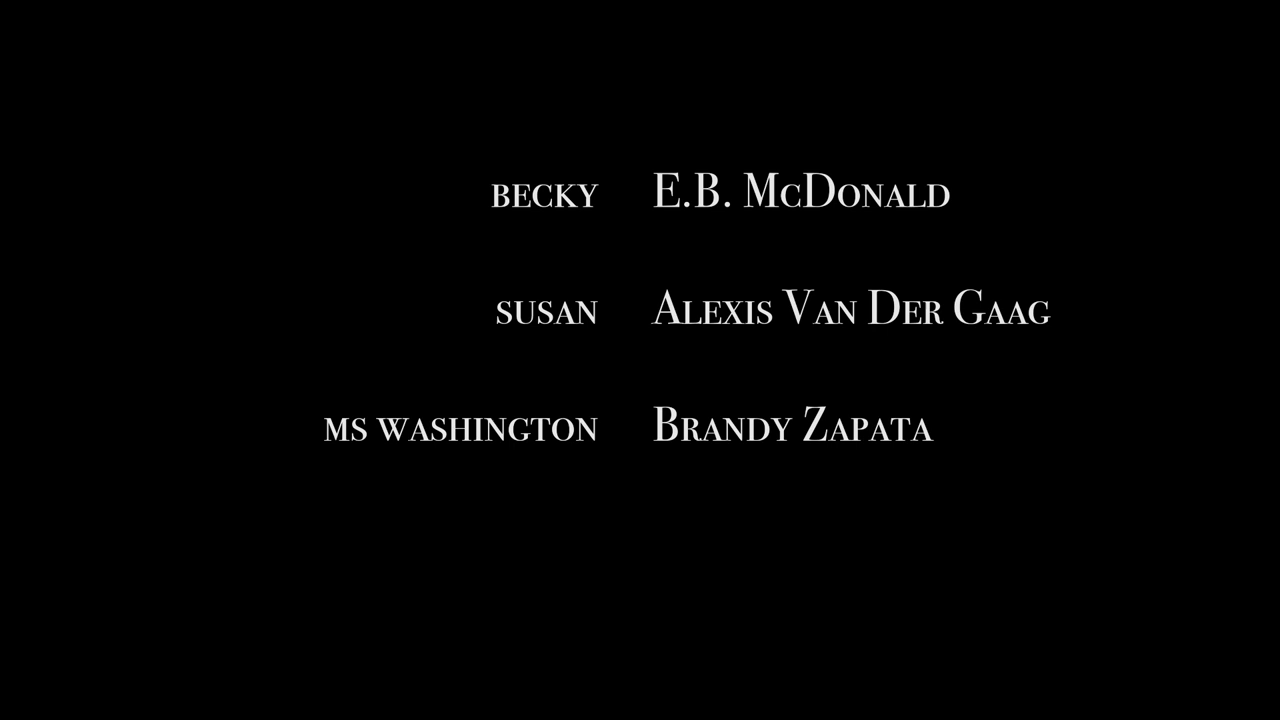 BECKY E.B. McDonald
SUSAN Alexis Van Der Gaag
MS WASHINGTON Brandy Zapata